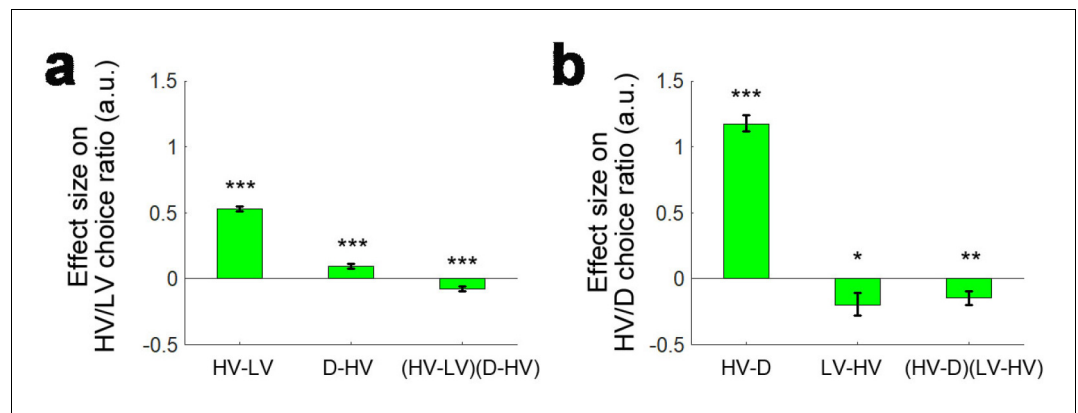 a
Effect size on
HV/LV choice ratio (a.u.)
1.5
1
0.5
0
-0.5
***
***
***
HV-LV
D-HV
(HV-LV)(D-HV)
b
Effect size on
HV/D choice ratio (a.u.)
1.5
1
0.5
0
-0.5
***
*
**
HV-D
LV-HV
(HV-D)(LV-HV)